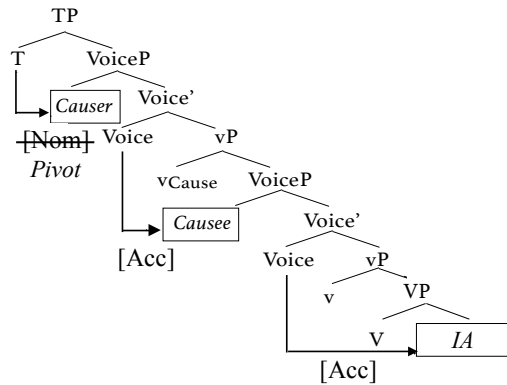 TP
T VoiceP
Causer Voice’
[Nom] Voice vP
Pivot
vCause VoiceP
Causee Voice’
[Acc] Voice vP
v VP
V IA
[Acc]